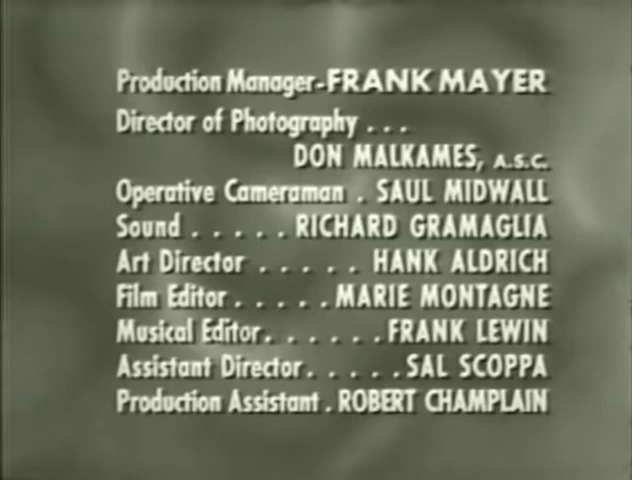 Production Manager-FRANK MAYER
Director of Photography . . .
DON MALKAMES, A.S.C.
Operative Cameraman . SAUL MIDWALL
Sound . . . . . RICHARD GRAMAGLIA
Art Director . . . . . HANK ALDRICH
Film Editor . . . . . MARIE MONTAGNE
Musical Editor. . . . . . FRANK LEWIN
Assistant Director. . . . . SAL SCOPPA
Production Assistant . ROBERT CHAMPLAIN